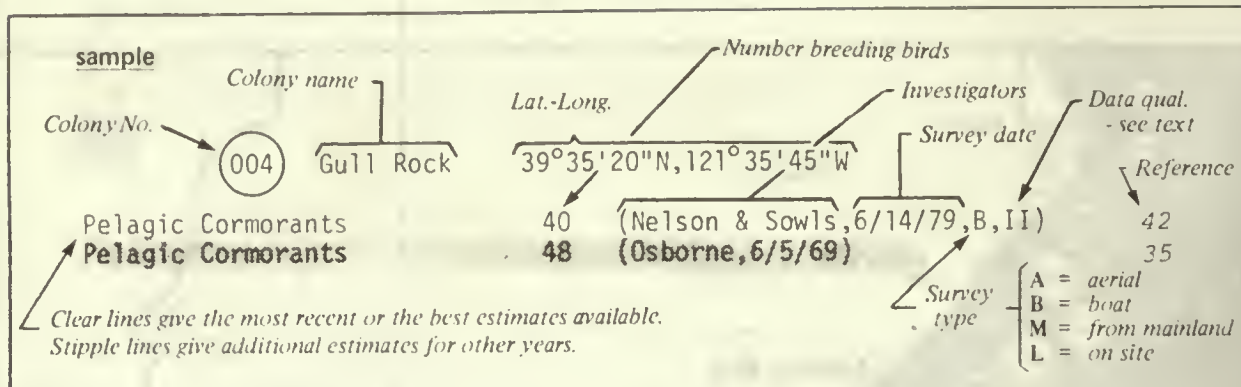 sample
Number breeding birds
Colony name
Lat.-Long.
Investigators
Data qual.
- see text
Colony No.
Survey date
Reference
004 Gull Rock 39°35'20"N,121°35'45"W
Pelagic Cormorants 40 (Nelson & Sowls,6/14/79,B,II) 42
Pelagic Cormorants 48 (Osborne,6/5/69) 35
Survey type
A = aerial
B = boat
M = from mainland
L = on site
Clear lines give the most recent or the best estimates available.
Stipple lines give additional estimates for other years.